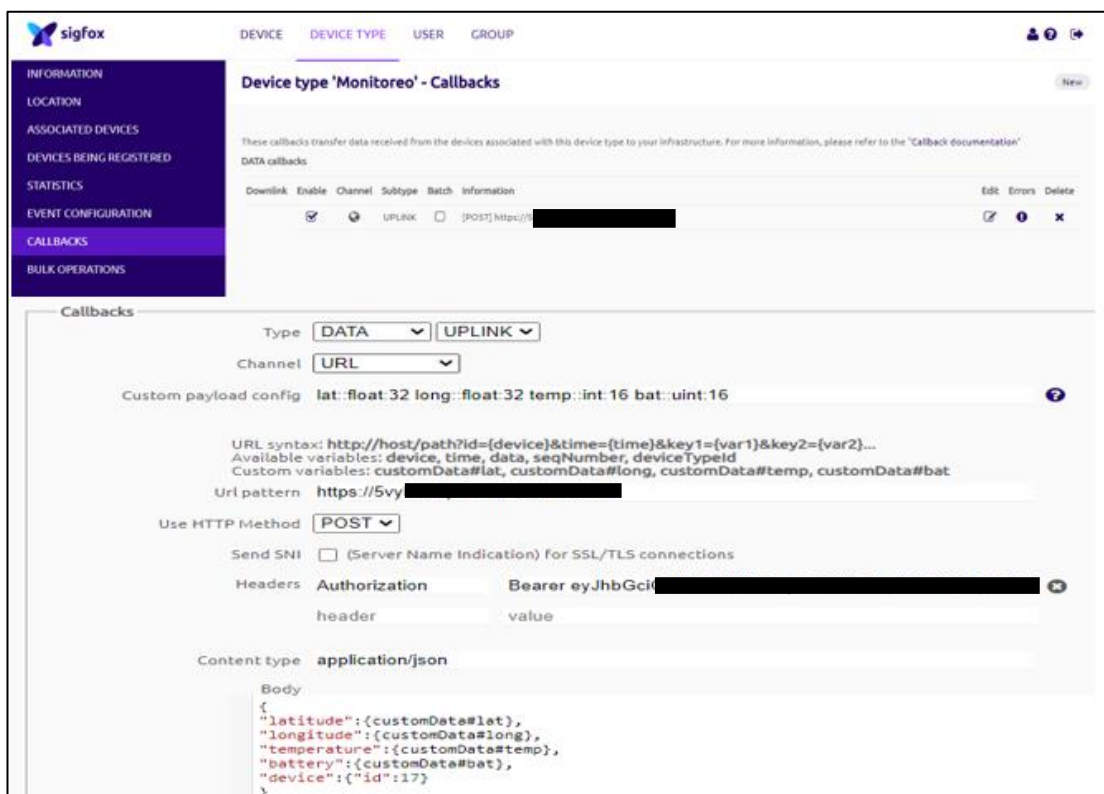 sigfox DEVICE DEVICE TYPE USER GROUP
INFORMATION
LOCATION
ASSOCIATED DEVICES
DEVICES BEING REGISTERED
STATISTICS
EVENT CONFIGURATION
CALLBACKS
BULK OPERATIONS
Device type 'Monitoreo' - Callbacks New
These callbacks transfer data received from the devices associated with this device type to your infrastructure. For more information, please refer to the "Callback documentation"
DATA callbacks
Downlink Enable Channel Subtype Batch Information Edit Errors Delete
UPLINK [POST] https://5
Callbacks
Type DATA UPLINK
Channel URL
Custom payload config lat::float:32 long::float:32 temp::int:16 bat::uint:16
URL syntax: http://host/path?id={device}&time={time}&key1={var1}&key2={var2}...
Available variables: device, time, data, seqNumber, deviceTypeId
Custom variables: customData#lat, customData#long, customData#temp, customData#bat
Url pattern https://5vy
Use HTTP Method POST
Send SNI (Server Name Indication) for SSL/TLS connections
Headers Authorization Bearer eyJhbGci
header value
Content type application/json
Body
{
"latitude":{customData#lat},
"longitude":{customData#long},
"temperature":{customData#temp},
"battery":{customData#bat},
"device":{"id":17}
}